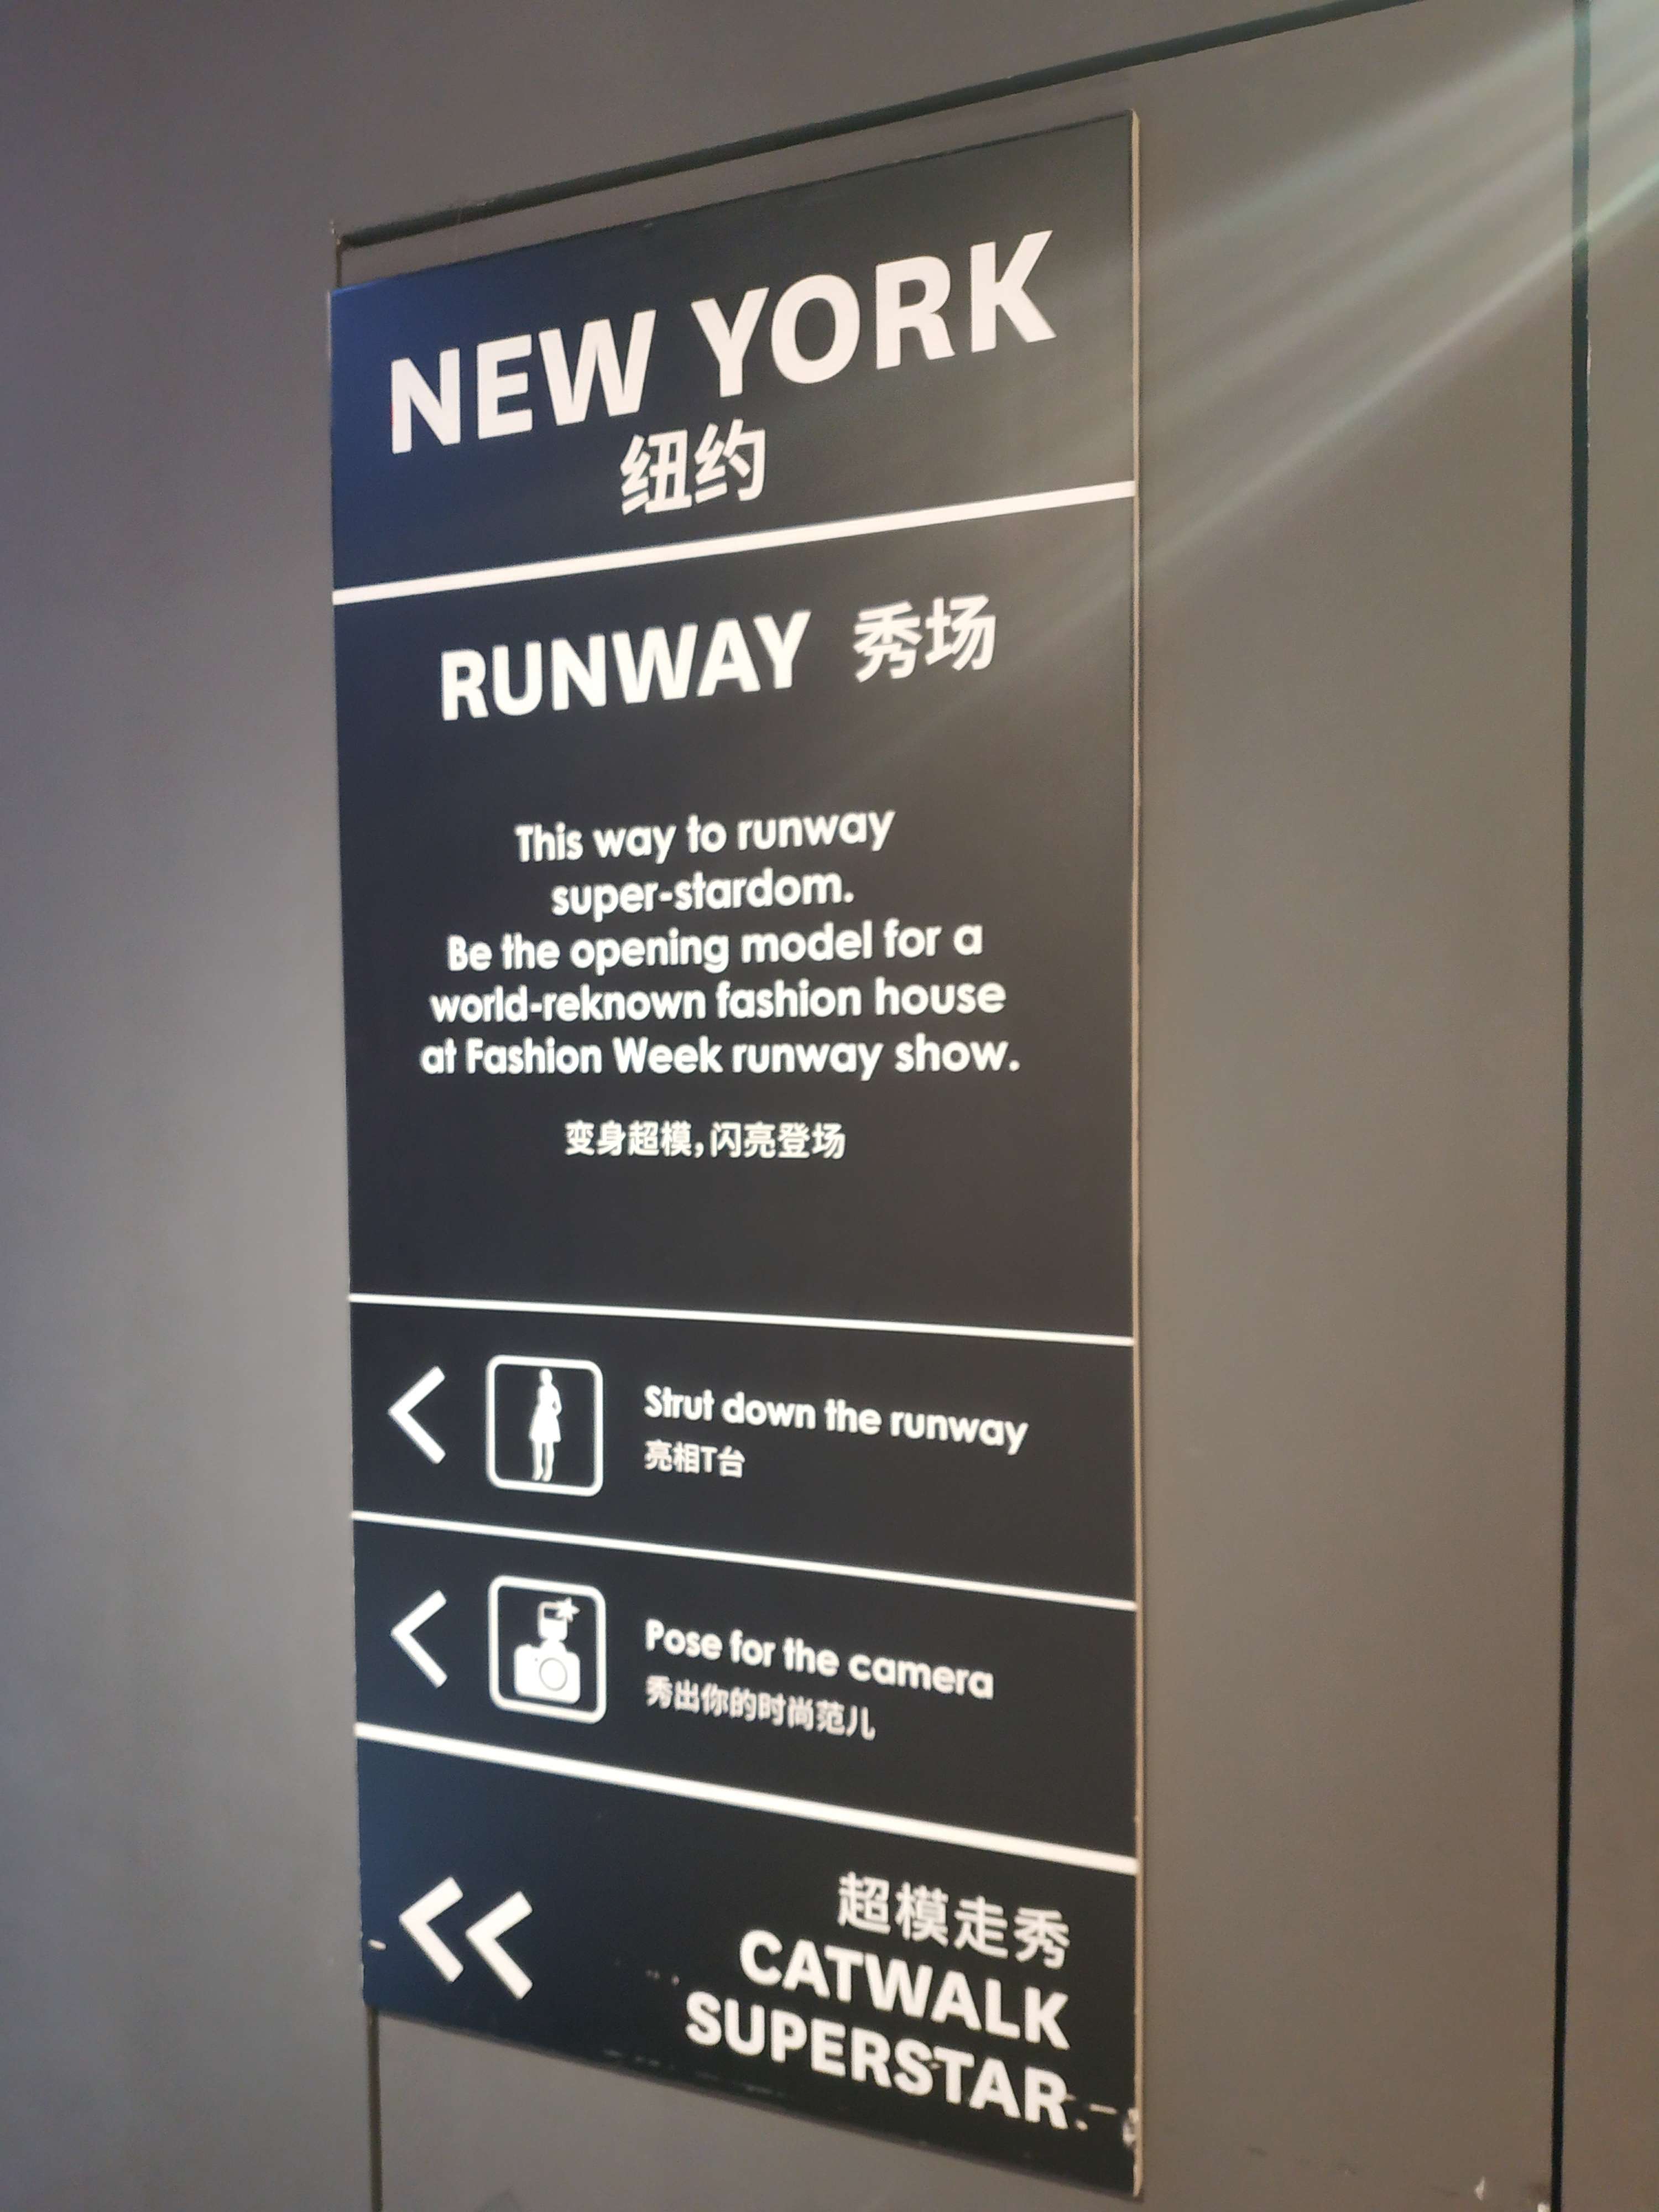 NEW YORK
纽约
RUNWAY 秀场
This way to runway
super-stardom.
Be the opening model for a
world-reknown fashion house
at Fashion Week runway show.
变身超模,闪亮登场
Strut down the runway
亮相T台
Pose for the camera
秀出你的时尚范儿
超模走秀
CATWALK
SUPERSTAR